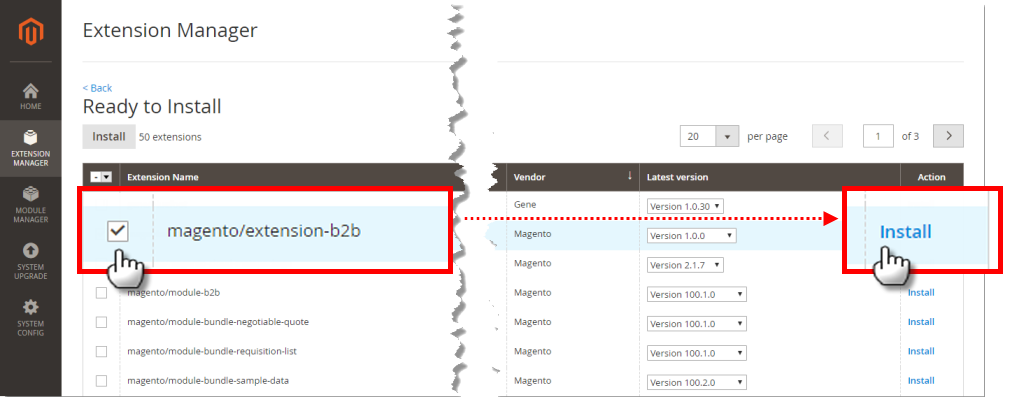 Extension Manager
< Back
Ready to Install
Install 50 extensions 20 per page 1 of 3
HOME
EXTENSION
MANAGER
MODULE
MANAGER
SYSTEM
UPGRADE
SYSTEM
CONFIG
Extension Name Vendor Latest version Action
Gene Version 1.0.30
magento/extension-b2b Magento Version 1.0.0 Install
Magento Version 2.1.7
magento/module-b2b Magento Version 100.1.0 Install
magento/module-bundle-negotiable-quote Magento Version 100.1.0 Install
magento/module-bundle-requisition-list Magento Version 100.1.0 Install
magento/module-bundle-sample-data Magento Version 100.2.0 Install